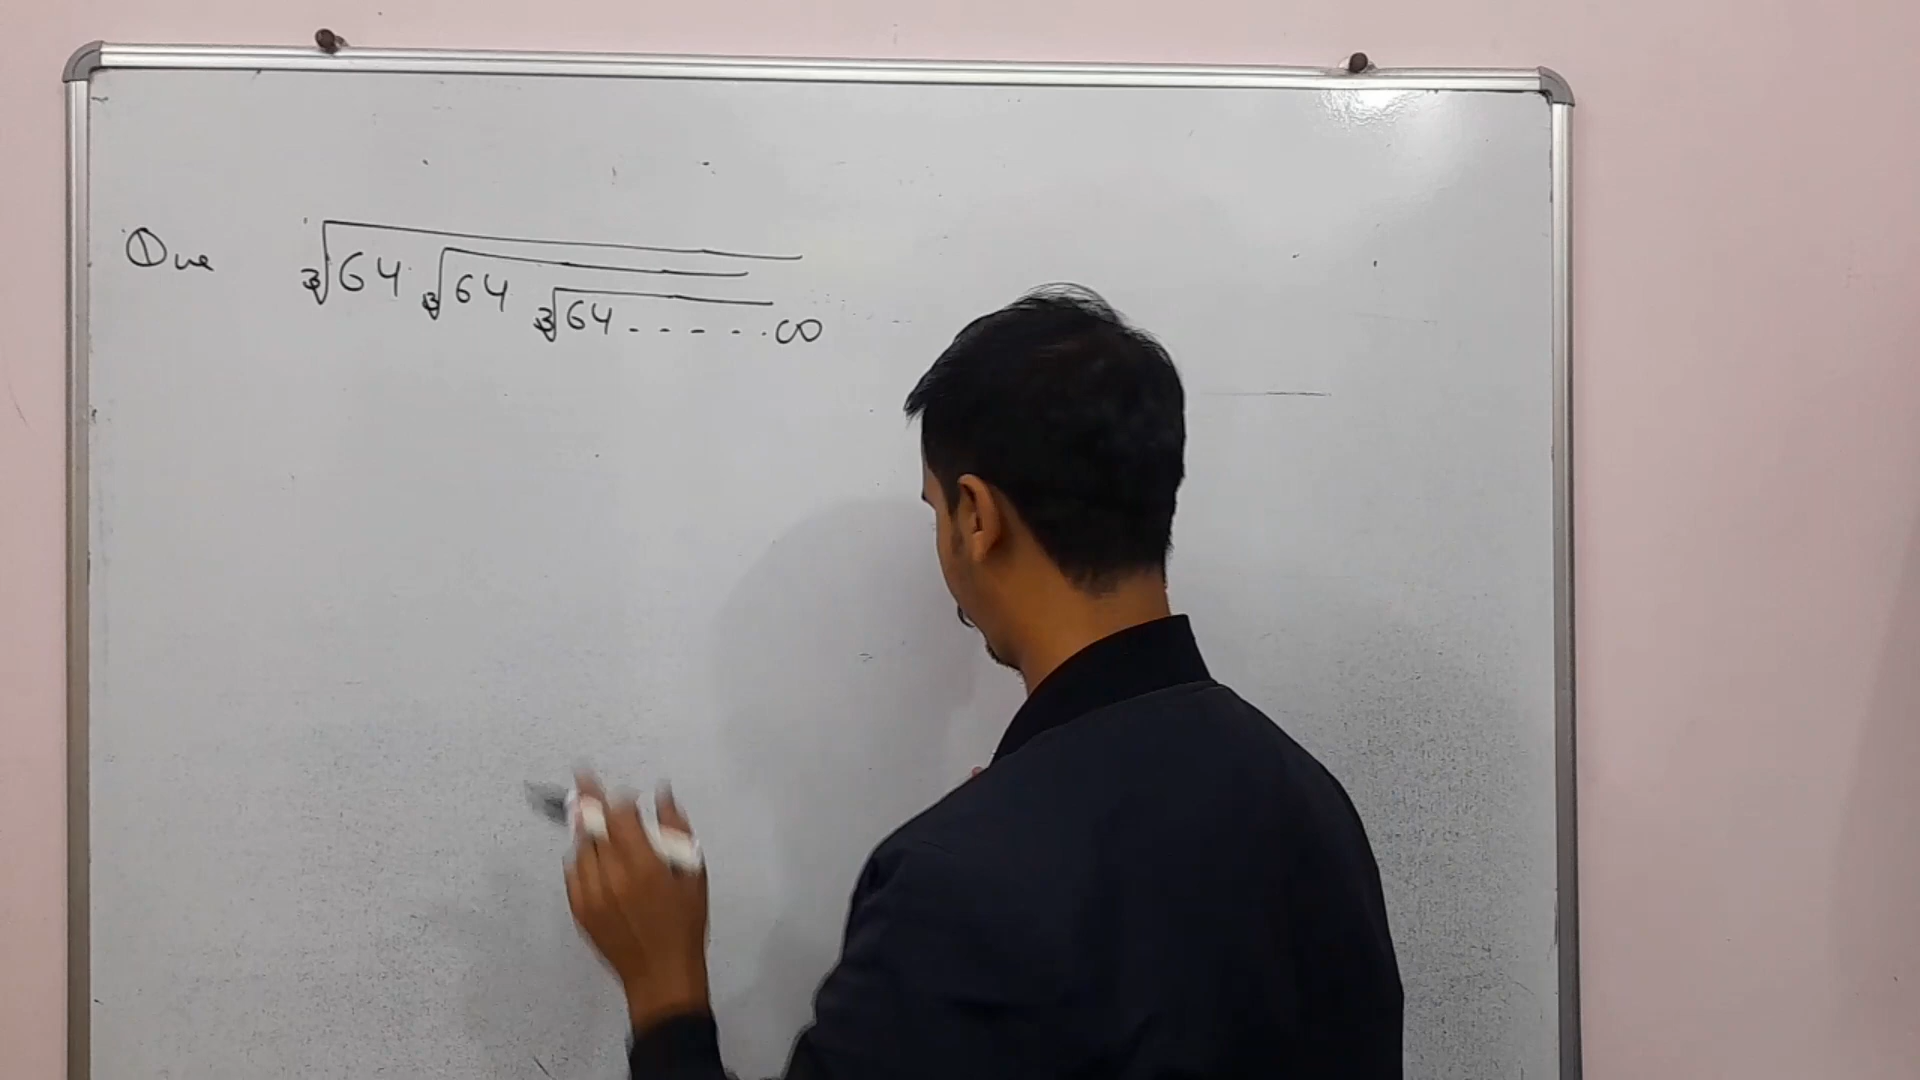 Que ∛64 ∛64 ∛64 - - - - . ∞